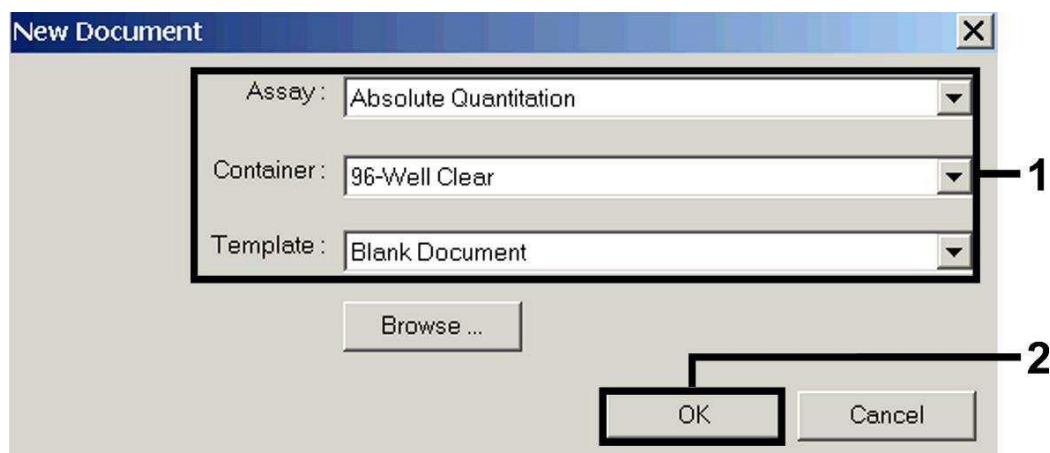 New Document
Assay: Absolute Quantitation
Container: 96-Well Clear
1
Template: Blank Document
Browse ...
2
OK Cancel